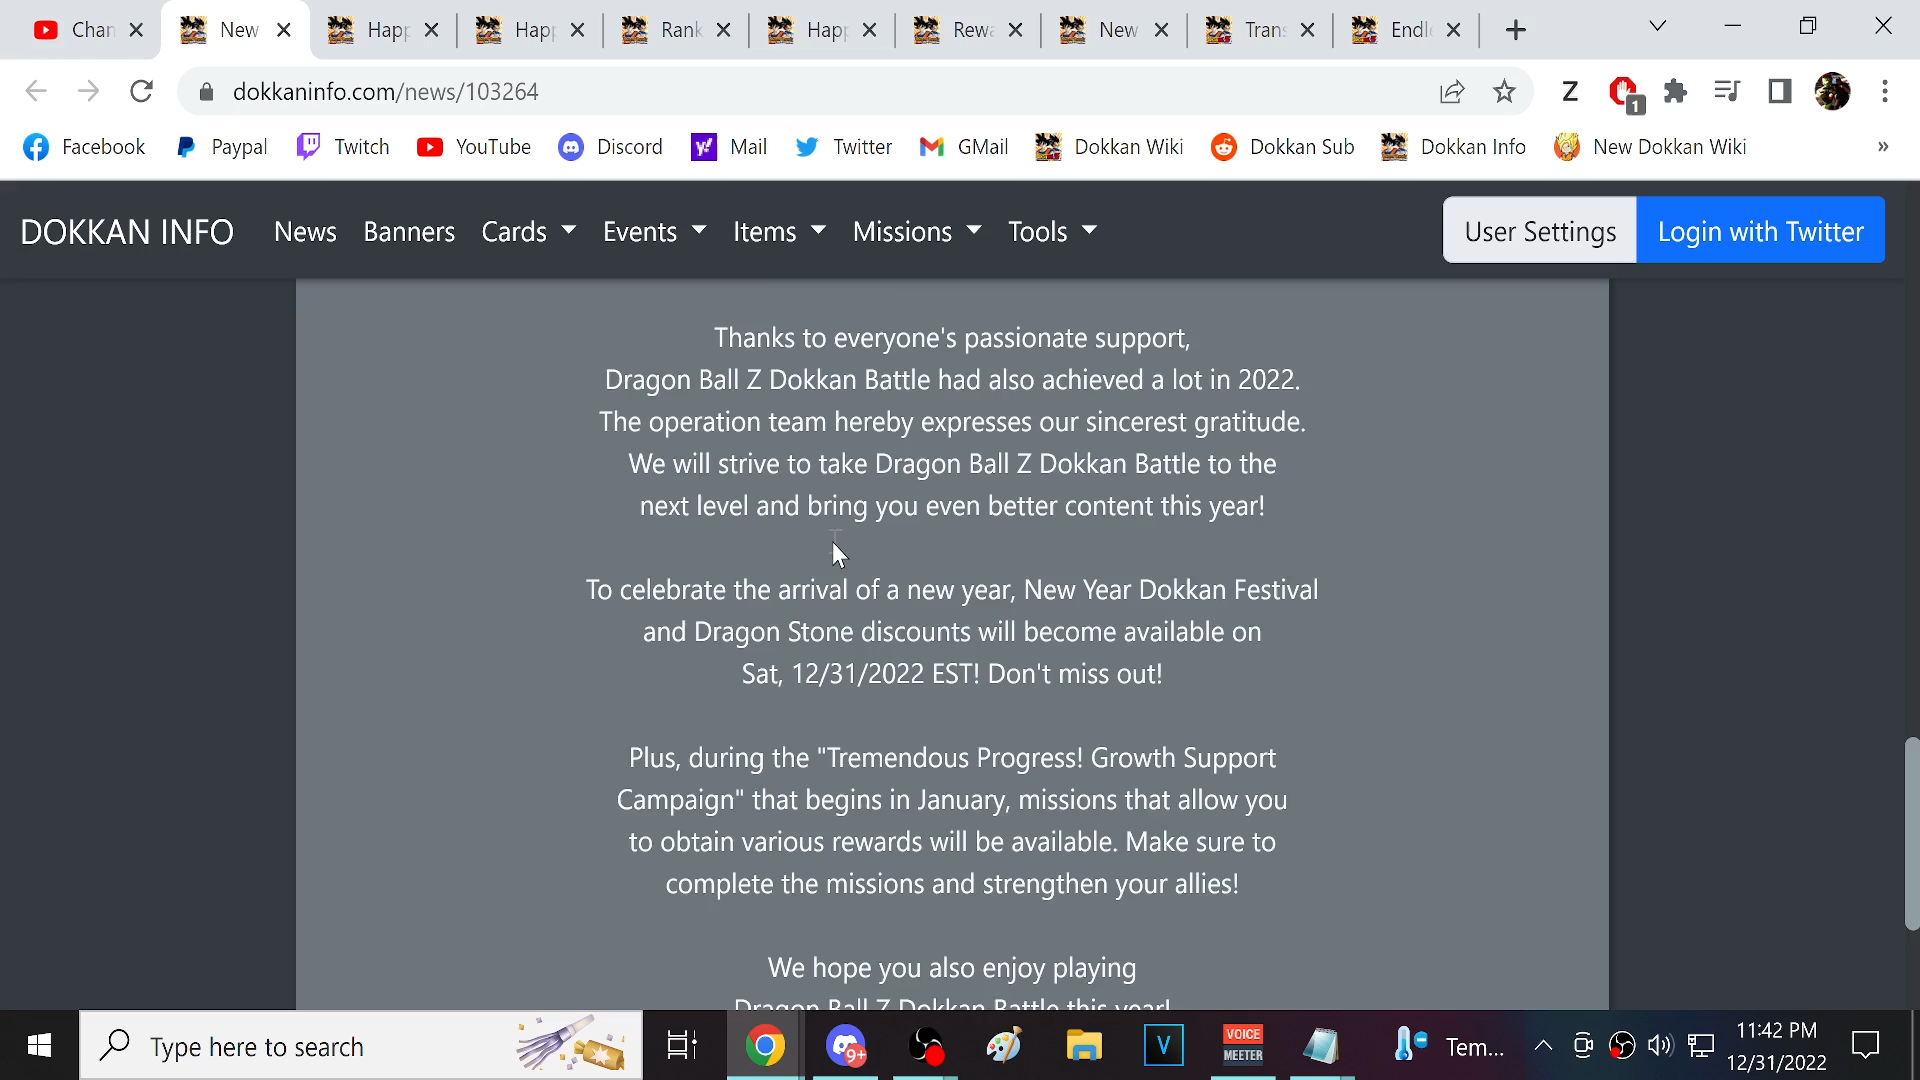 Chan
New
Happ
Happ
Rank
Happ
Rewa
New
Trans
Endl
dokkaninfo.com/news/103264
Z
1
Facebook
Paypal
Twitch
YouTube
Discord
Mail
Twitter
GMail
Dokkan Wiki
Dokkan Sub
Dokkan Info
New Dokkan Wiki
»
DOKKAN INFO
News
Banners
Cards
Events
Items
Missions
Tools
User Settings
Login with Twitter
Thanks to everyone's passionate support,
Dragon Ball Z Dokkan Battle had also achieved a lot in 2022.
The operation team hereby expresses our sincerest gratitude.
We will strive to take Dragon Ball Z Dokkan Battle to the
next level and bring you even better content this year!
To celebrate the arrival of a new year, New Year Dokkan Festival
and Dragon Stone discounts will become available on
Sat, 12/31/2022 EST! Don't miss out!
Plus, during the "Tremendous Progress! Growth Support
Campaign" that begins in January, missions that allow you
to obtain various rewards will be available. Make sure to
complete the missions and strengthen your allies!
We hope you also enjoy playing
Dragon Ball Z Dokkan Battle this year!
Type here to search
9+
V
VOICE
MEETER
Tem...
11:42 PM
12/31/2022